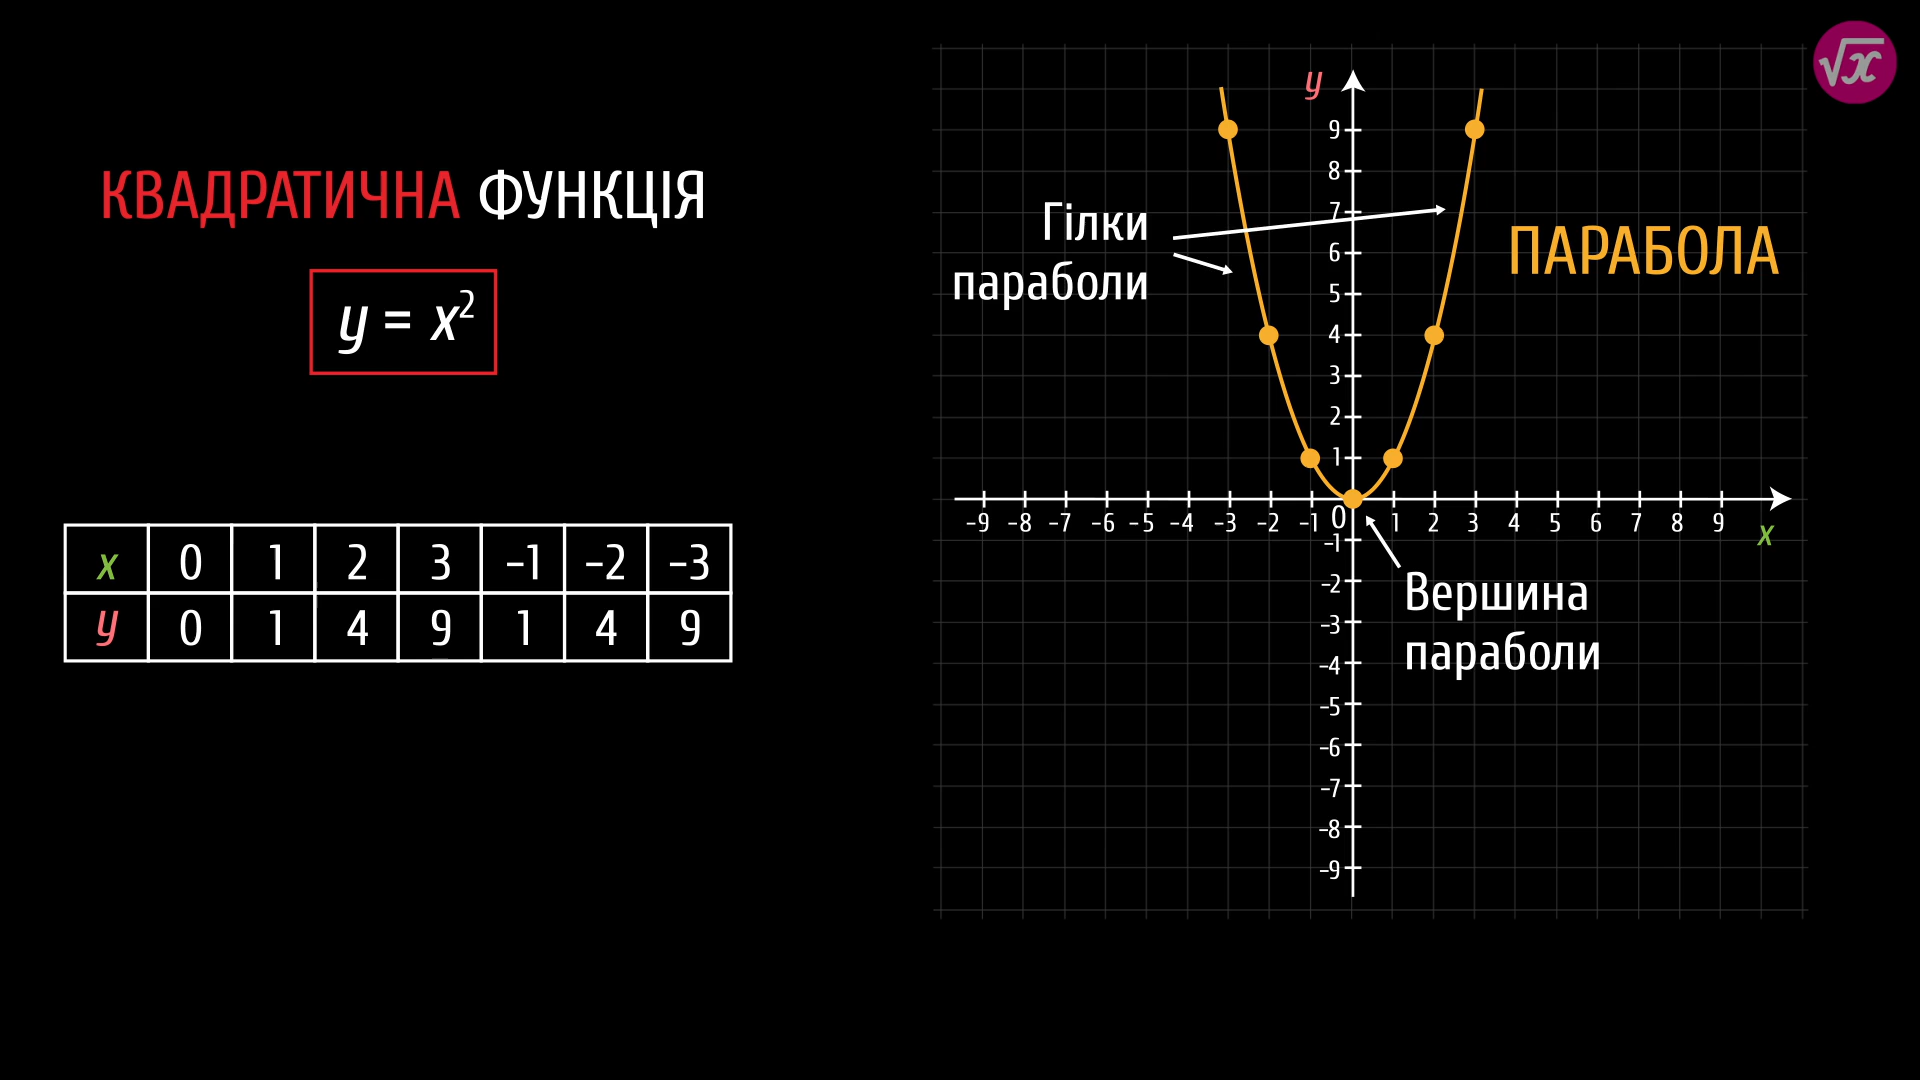 КВАДРАТИЧНА ФУНКЦІЯ
y = x²
x 0 1 2 3 −1 −2 −3
y 0 1 4 9 1 4 9
√x
y
9
8
7
6
5
4
3
2
1
Гілки
параболи
ПАРАБОЛА
−9 −8 −7 −6 −5 −4 −3 −2 −1 0 1 2 3 4 5 6 7 8 9
x
−1
−2
−3
−4
−5
−6
−7
−8
−9
Вершина
параболи